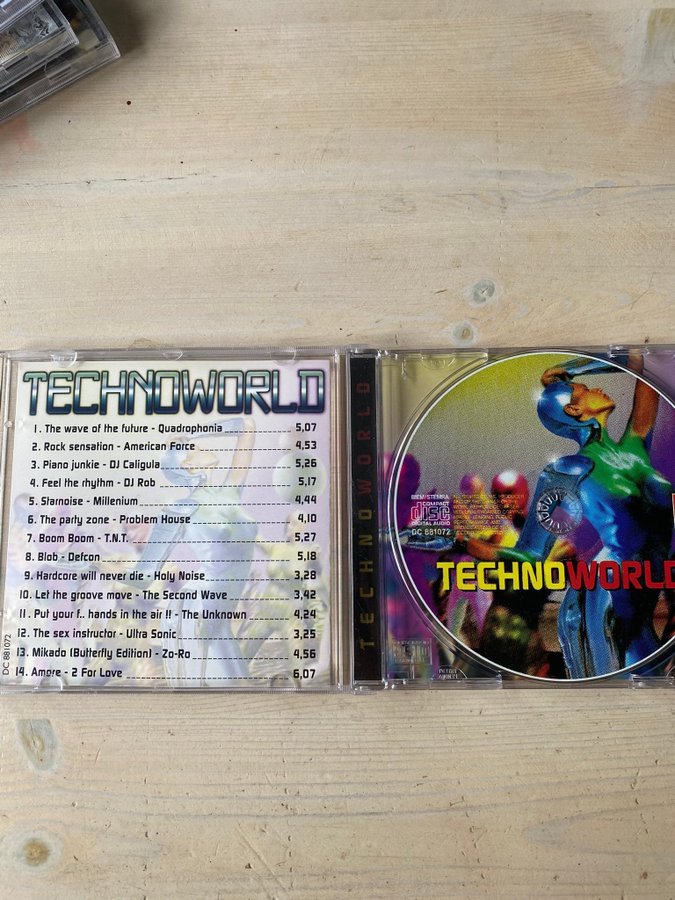 TECHNOWORLD
1. The wave of the future - Quadrophonia 5,07
2. Rock sensation - American Force 4,53
3. Piano junkie - DJ Caligula 5,26
4. Feel the rhythm - DJ Rob 5,17
5. Starnoise - Millenium 4,44
6. The party zone - Problem House 4,10
7. Boom Boom - T.N.T. 5,27
8. Blob - Defcon 5,18
9. Hardcore will never die - Holy Noise 3,28
10. Let the groove move - The Second Wave 3,42
11. Put your f.. hands in the air !! - The Unknown 4,24
12. The sex instructor - Ultra Sonic 3,25
13. Mikado (Butterfly Edition) - Zo-Ro 4,56
14. Amore - 2 For Love 6,07
DC 881072
TECHNOWORLD
BIEM/STEMRA
COMPACT
disc
DIGITAL AUDIO
DC 881072
TECHNOWORLD